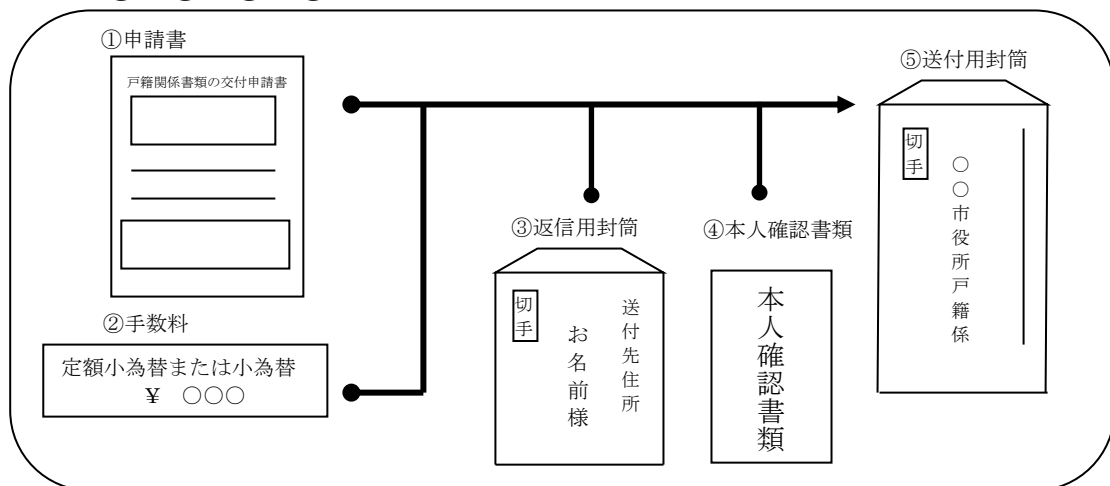 ①申請書
戸籍関係書類の交付申請書
②手数料
定額小為替または小為替
¥ ○○○
③返信用封筒
切手
送付先住所
お名前様
④本人確認書類
本人確認書類
⑤送付用封筒
切手
○○市役所戸籍係